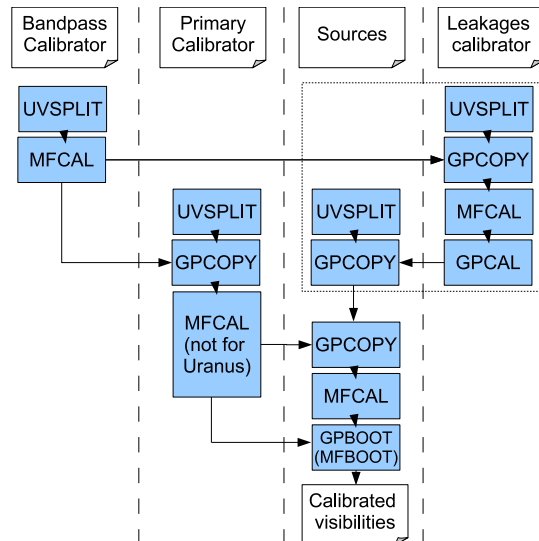 Bandpass
Calibrator
Primary
Calibrator
Sources
Leakages
calibrator
UVSPLIT
MFCAL
UVSPLIT
GPCOPY
MFCAL
(not for
Uranus)
UVSPLIT
GPCOPY
GPCOPY
MFCAL
GPBOOT
(MFBOOT)
Calibrated
visibilities
UVSPLIT
GPCOPY
MFCAL
GPCAL